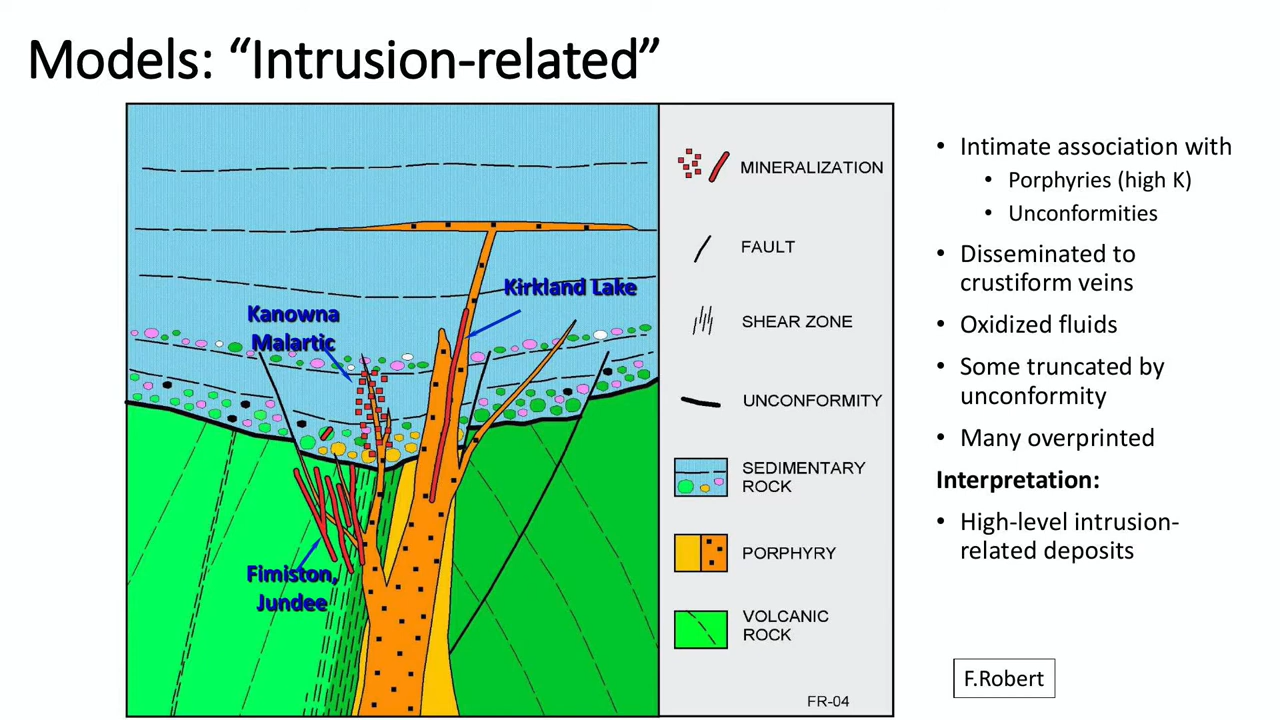 Models: “Intrusion-related”
Kirkland Lake
Kanowna
Malartic
Fimiston,
Jundee
MINERALIZATION
FAULT
SHEAR ZONE
UNCONFORMITY
SEDIMENTARY
ROCK
PORPHYRY
VOLCANIC
ROCK
FR-04
• Intimate association with
• Porphyries (high K)
• Unconformities
• Disseminated to
crustiform veins
• Oxidized fluids
• Some truncated by
unconformity
• Many overprinted
Interpretation:
• High-level intrusion-
related deposits
F.Robert